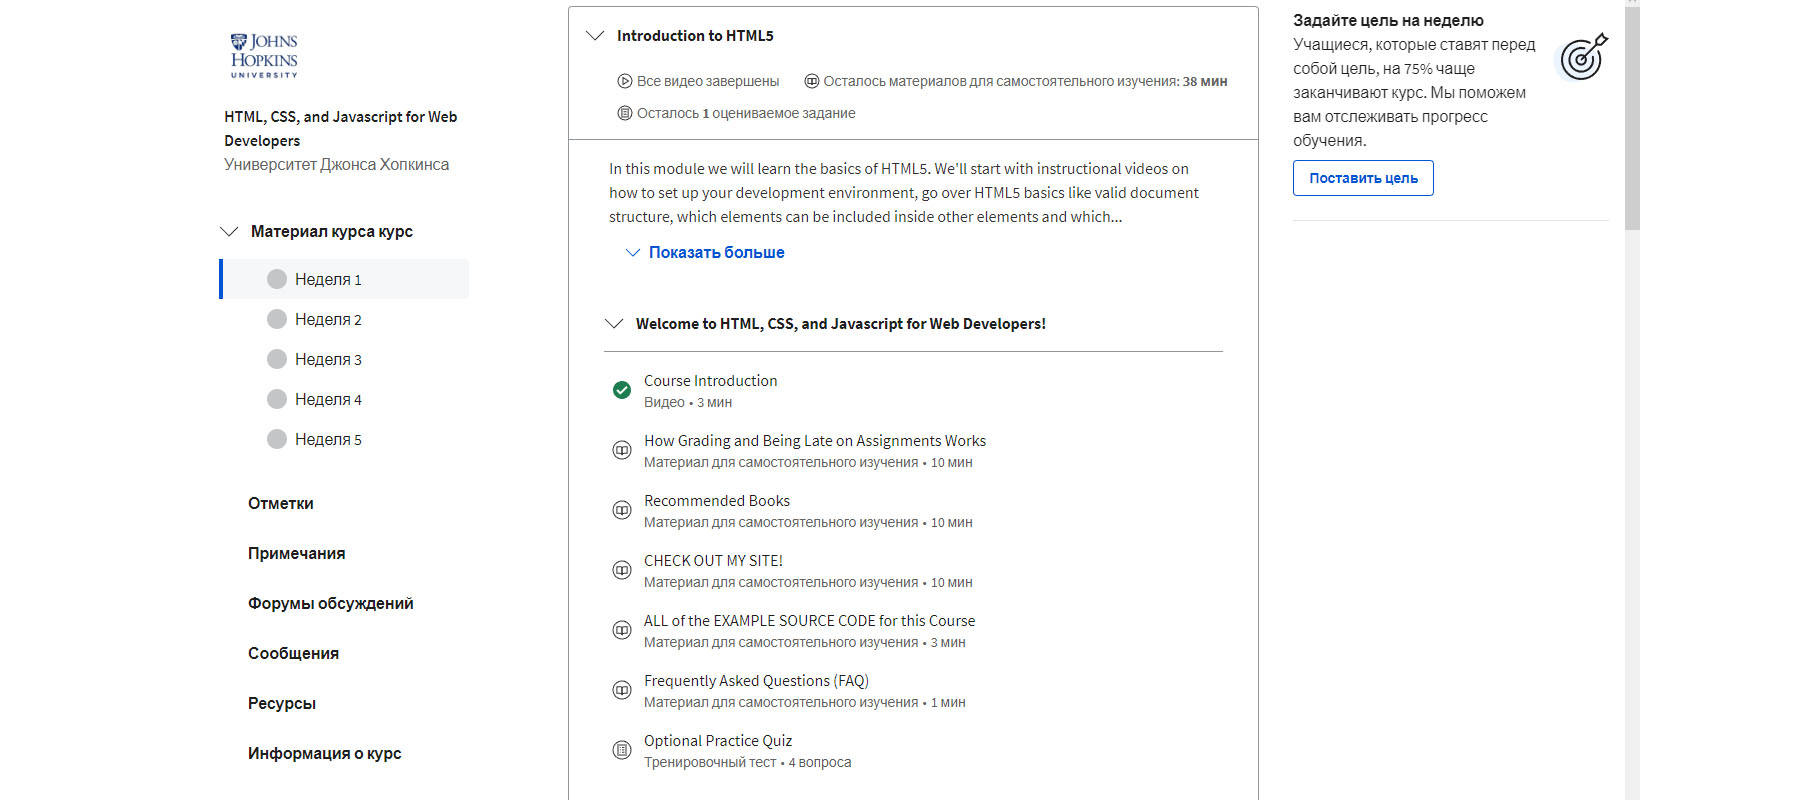 JOHNS
HOPKINS
UNIVERSITY
HTML, CSS, and Javascript for Web
Developers
Университет Джонса Хопкинса
Материал курса курс
Неделя 1
Неделя 2
Неделя 3
Неделя 4
Неделя 5
Отметки
Примечания
Форумы обсуждений
Сообщения
Ресурсы
Информация о курс
Introduction to HTML5
Все видео завершены Осталось материалов для самостоятельного изучения: 38 мин
Осталось 1 оцениваемое задание
In this module we will learn the basics of HTML5. We'll start with instructional videos on
how to set up your development environment, go over HTML5 basics like valid document
structure, which elements can be included inside other elements and which...
Показать больше
Welcome to HTML, CSS, and Javascript for Web Developers!
Course Introduction
Видео • 3 мин
How Grading and Being Late on Assignments Works
Материал для самостоятельного изучения • 10 мин
Recommended Books
Материал для самостоятельного изучения • 10 мин
CHECK OUT MY SITE!
Материал для самостоятельного изучения • 10 мин
ALL of the EXAMPLE SOURCE CODE for this Course
Материал для самостоятельного изучения • 3 мин
Frequently Asked Questions (FAQ)
Материал для самостоятельного изучения • 1 мин
Optional Practice Quiz
Тренировочный тест • 4 вопроса
Задайте цель на неделю
Учащиеся, которые ставят перед
собой цель, на 75% чаще
заканчивают курс. Мы поможем
вам отслеживать прогресс
обучения.
Поставить цель